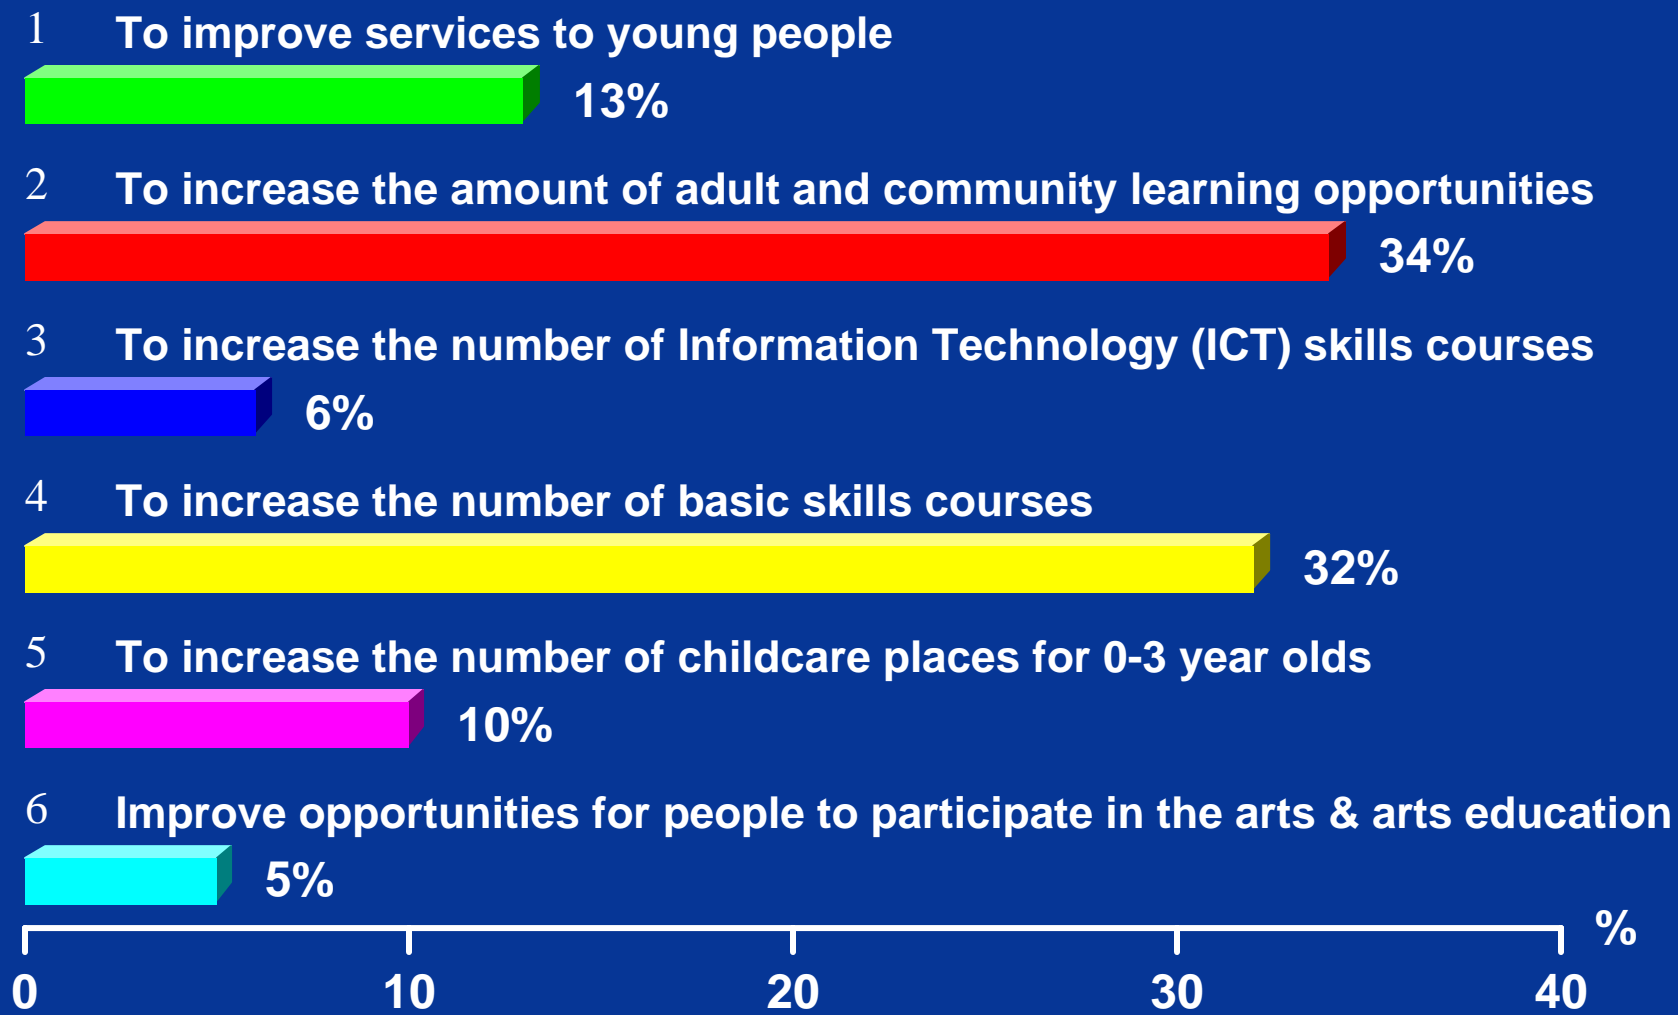 1 To improve services to young people
13%
2 To increase the amount of adult and community learning opportunities
34%
3 To increase the number of Information Technology (ICT) skills courses
6%
4 To increase the number of basic skills courses
32%
5 To increase the number of childcare places for 0-3 year olds
10%
6 Improve opportunities for people to participate in the arts & arts education
5%
%
0 10 20 30 40